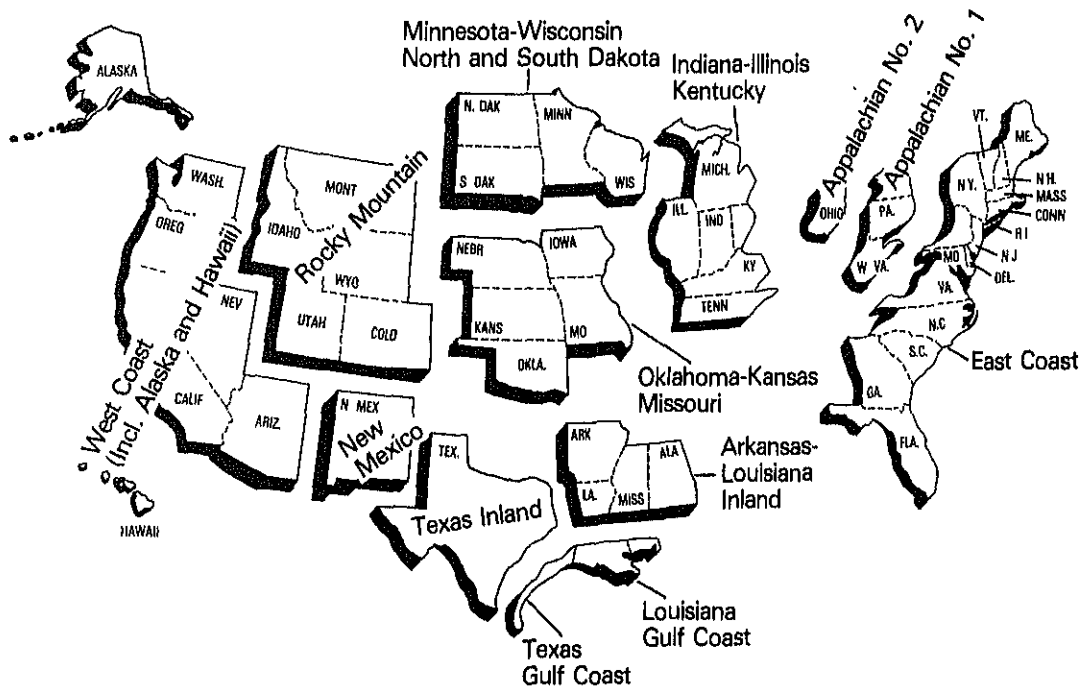 Minnesota-Wisconsin
North and South Dakota
Indiana-Illinois
Kentucky
Appalachian No. 2
Appalachian No. 1
ALASKA
WASH.
OREG
NEV
CALIF
ARIZ.
HAWAII
West Coast
(Incl. Alaska and Hawaii)
MONT
IDAHO
WYO
UTAH
COLO
Rocky Mountain
N. DAK
MINN
S DAK
WIS
NEBR
IOWA
KANS
MO
OKLA.
Oklahoma-Kansas
Missouri
MICH.
ILL
IND
KY
TENN
OHIO
PA.
W VA.
VT.
ME.
N.Y.
N H.
MASS
CONN
R I
N J
DEL.
MD
VA.
N.C
S.C.
GA.
FLA.
East Coast
N MEX
New
Mexico
TEX.
Texas Inland
ARK
LA.
MISS
ALA
Arkansas-
Louisiana
Inland
Louisiana
Gulf Coast
Texas
Gulf Coast